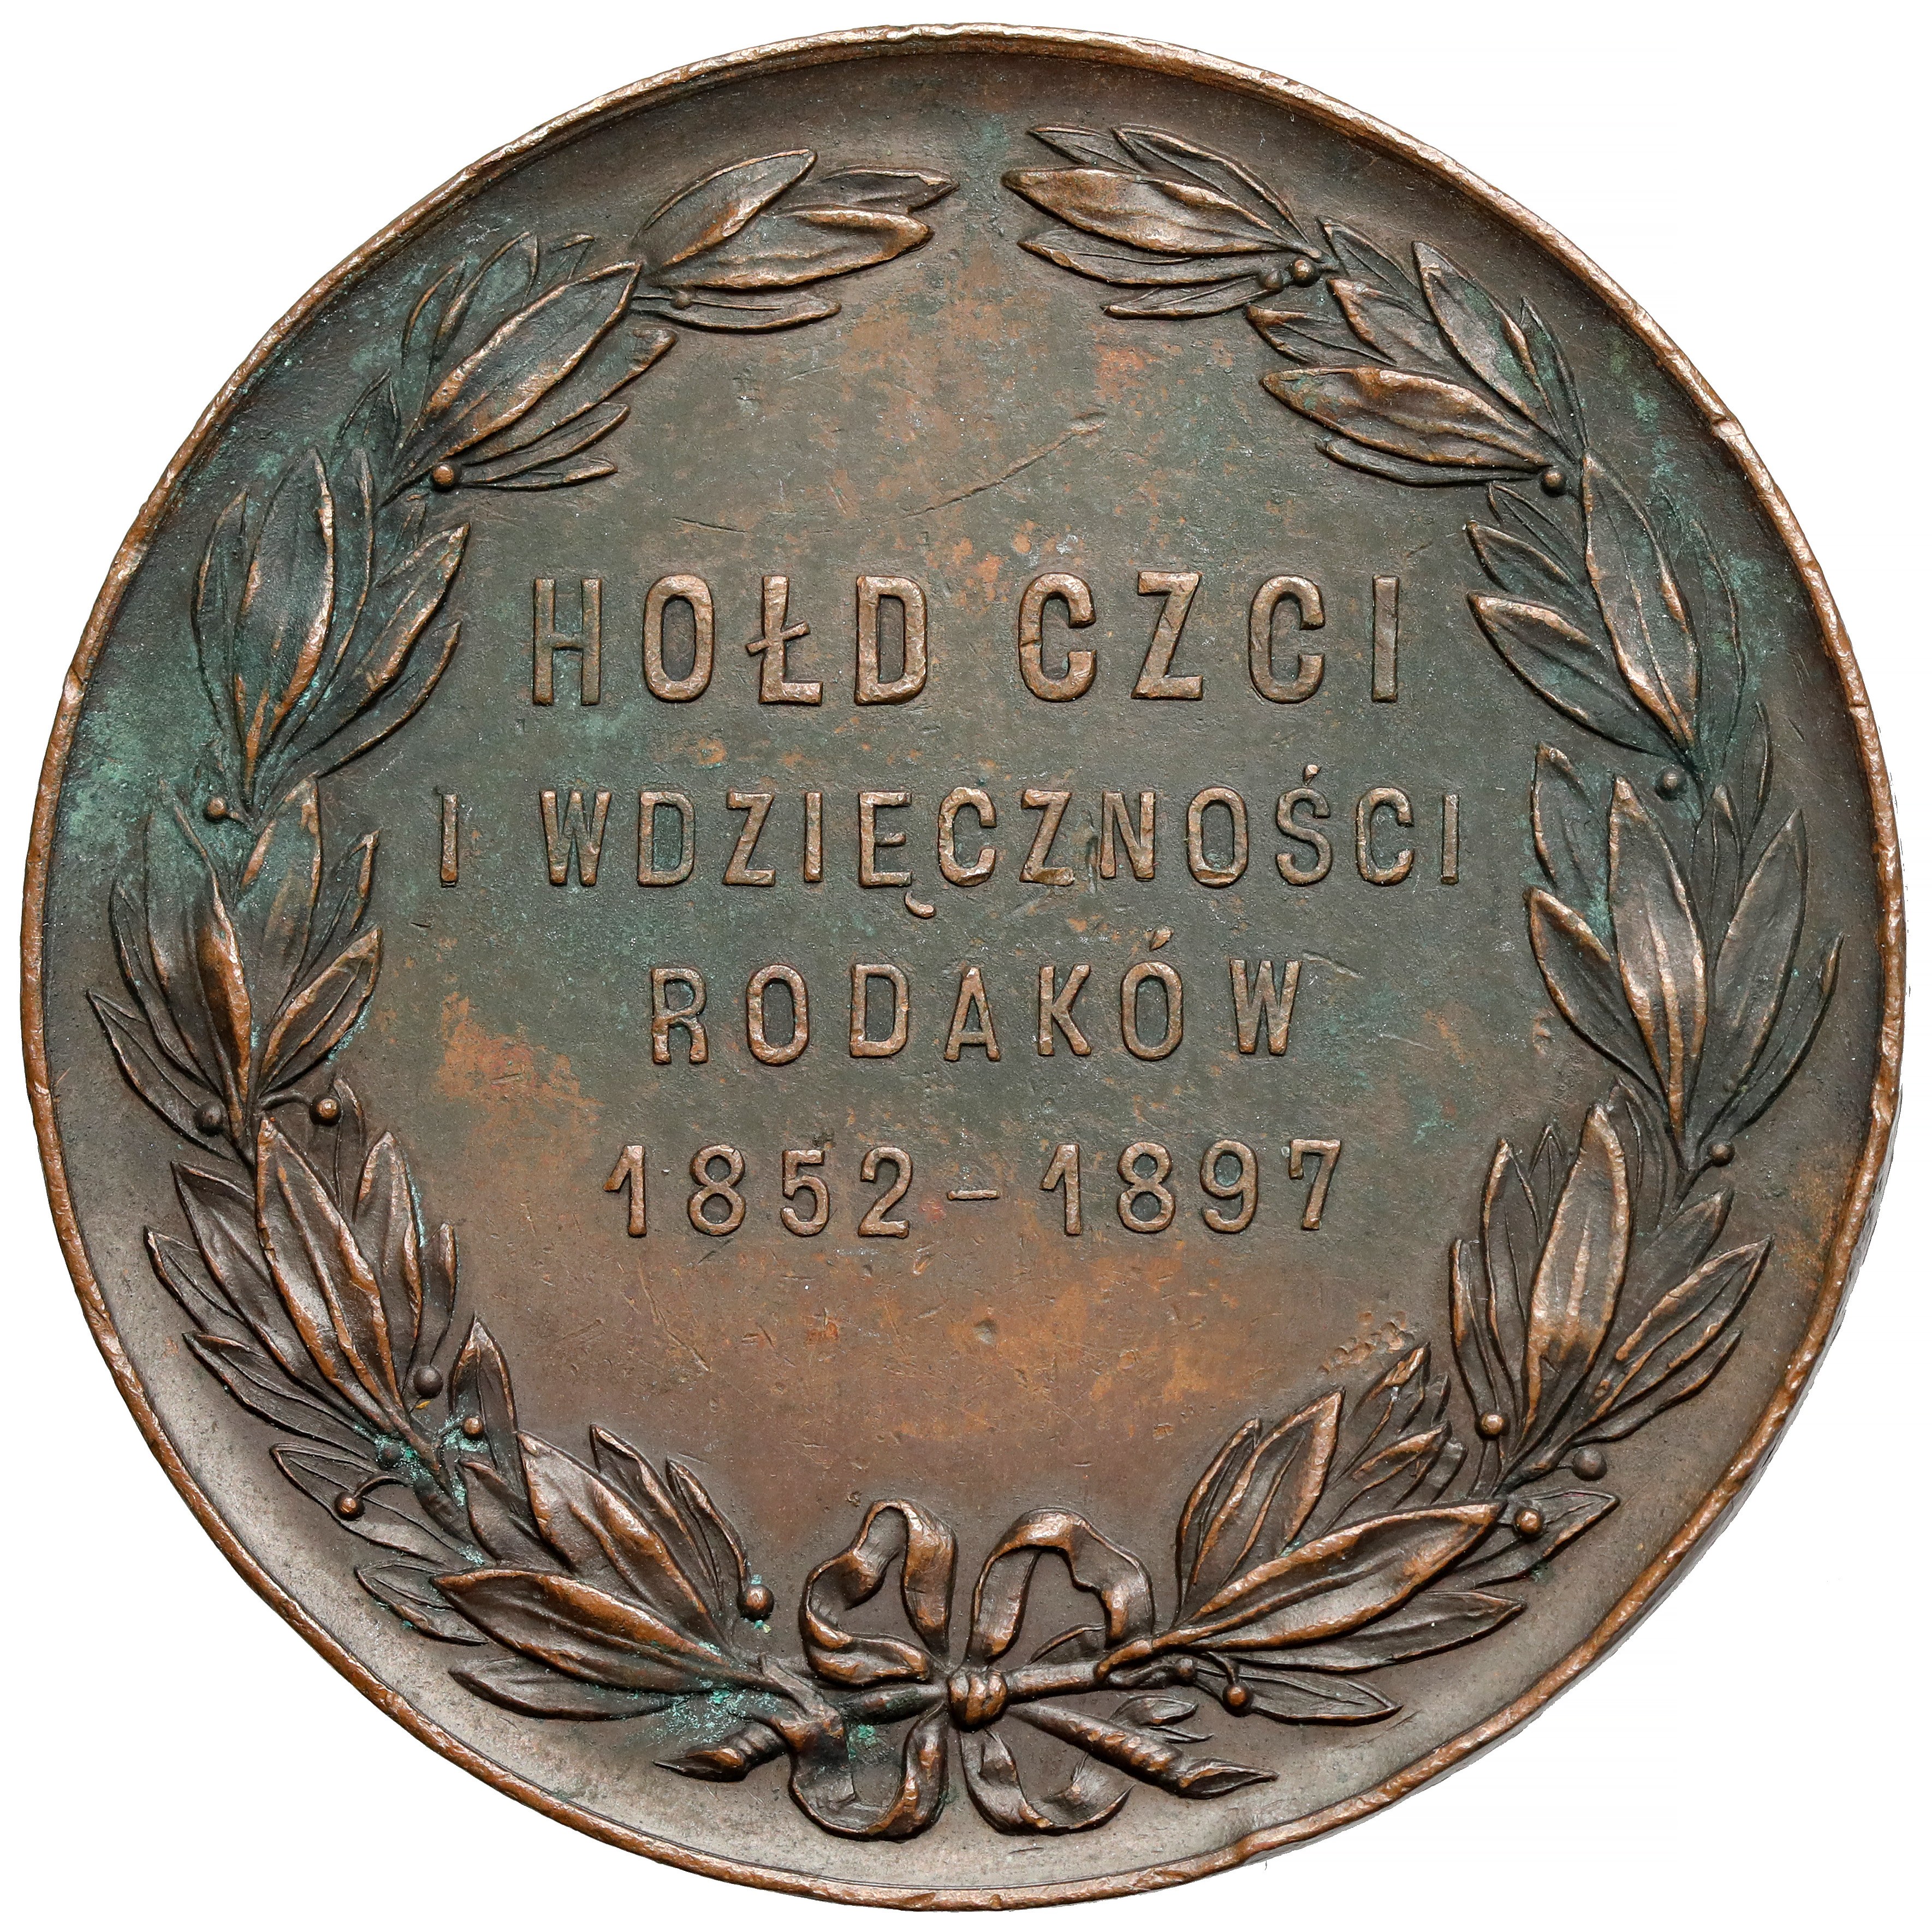 HOŁD CZCI
I WDZIĘCZNOŚCI
RODAKÓW
1852 – 1897